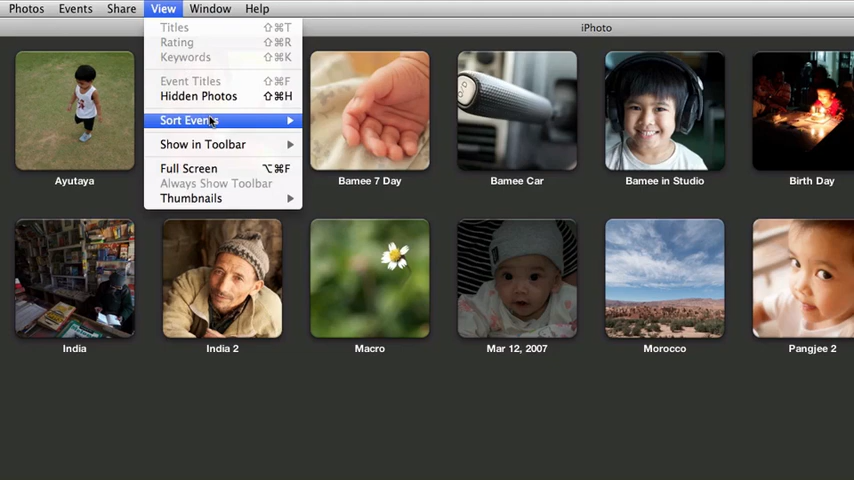 Photos Events Share View Window Help
iPhoto
Titles ⇧⌘T
Rating ⇧⌘R
Keywords ⇧⌘K
Event Titles ⇧⌘F
Hidden Photos ⇧⌘H
Sort Events
Show in Toolbar
Full Screen ⌥⌘F
Always Show Toolbar
Thumbnails
Ayutaya
Bamee 7 Day
Bamee Car
Bamee in Studio
Birth Day
India
India 2
Macro
Mar 12, 2007
Morocco
Pangjee 2